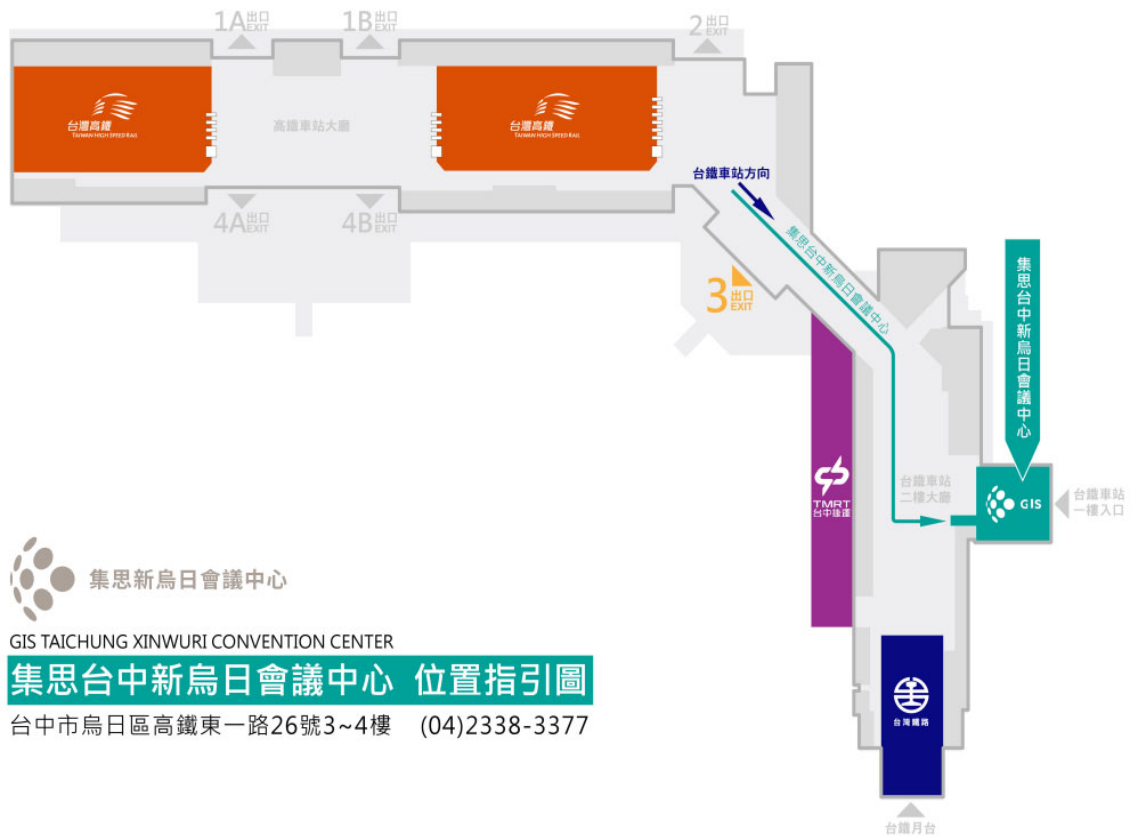 1A出口 EXIT
1B出口 EXIT
2出口 EXIT
台灣高鐵
TAIWAN HIGH SPEED RAIL
高鐵車站大廳
台灣高鐵
TAIWAN HIGH SPEED RAIL
台鐵車站方向
4A出口 EXIT
4B出口 EXIT
集思台中新烏日會議中心
3出口 EXIT
集思台中新烏日會議中心
TMRT
台中捷運
台鐵車站
二樓大廳
GIS
台鐵車站
一樓入口
集思新烏日會議中心
GIS TAICHUNG XINWURI CONVENTION CENTER
集思台中新烏日會議中心 位置指引圖
台中市烏日區高鐵東一路26號3~4樓 (04)2338-3377
台灣鐵路
台鐵月台